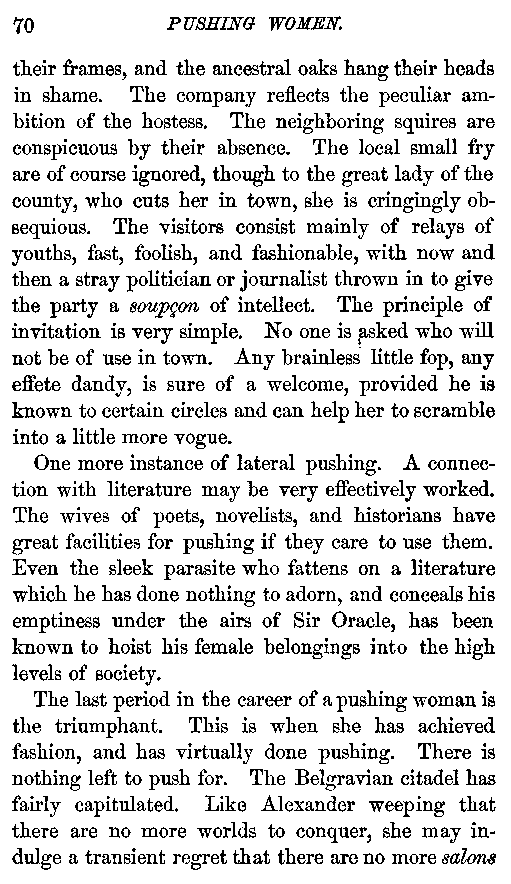 70 PUSHING WOMEN.
their frames, and the ancestral oaks hang their heads
in shame. The company reflects the peculiar am-
bition of the hostess. The neighboring squires are
conspicuous by their absence. The local small fry
are of course ignored, though to the great lady of the
county, who cuts her in town, she is cringingly ob-
sequious. The visitors consist mainly of relays of
youths, fast, foolish, and fashionable, with now and
then a stray politician or journalist thrown in to give
the party a soupçon of intellect. The principle of
invitation is very simple. No one is asked who will
not be of use in town. Any brainless little fop, any
effete dandy, is sure of a welcome, provided he is
known to certain circles and can help her to scramble
into a little more vogue.
One more instance of lateral pushing. A connec-
tion with literature may be very effectively worked.
The wives of poets, novelists, and historians have
great facilities for pushing if they care to use them.
Even the sleek parasite who fattens on a literature
which he has done nothing to adorn, and conceals his
emptiness under the airs of Sir Oracle, has been
known to hoist his female belongings into the high
levels of society.
The last period in the career of a pushing woman is
the triumphant. This is when she has achieved
fashion, and has virtually done pushing. There is
nothing left to push for. The Belgravian citadel has
fairly capitulated. Like Alexander weeping that
there are no more worlds to conquer, she may in-
dulge a transient regret that there are no more salons